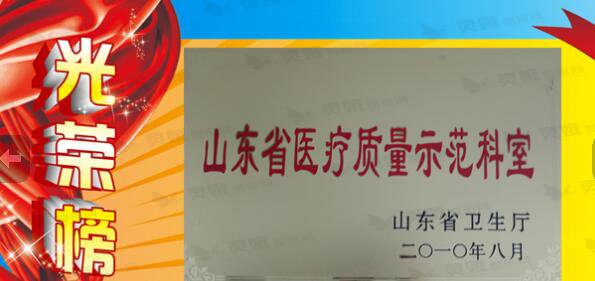 光荣榜
山东省医疗质量示范科室
山东省卫生厅
二〇一〇年八月